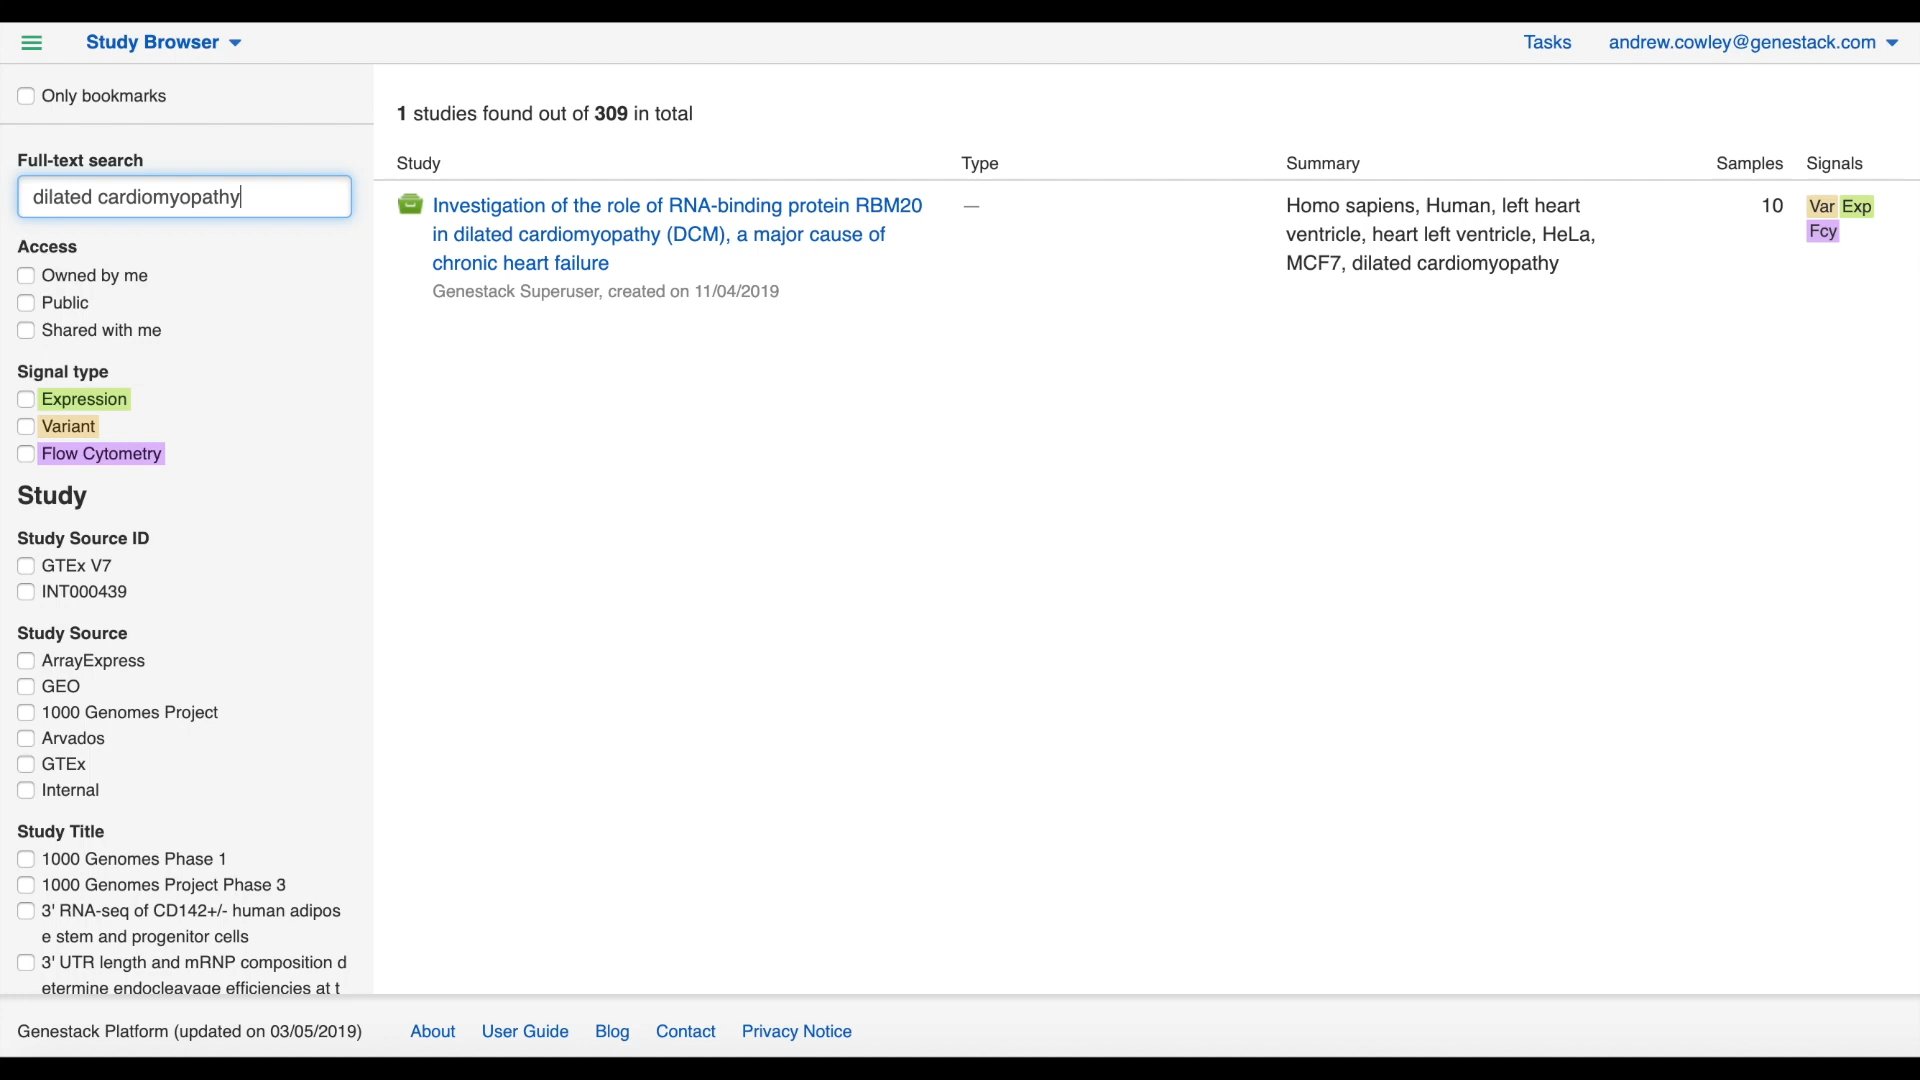 Study Browser
Tasks
andrew.cowley@genestack.com
Only bookmarks
Full-text search
dilated cardiomyopathy
Access
Owned by me
Public
Shared with me
Signal type
Expression
Variant
Flow Cytometry
Study
Study Source ID
GTEx V7
INT000439
Study Source
ArrayExpress
GEO
1000 Genomes Project
Arvados
GTEx
Internal
Study Title
1000 Genomes Phase 1
1000 Genomes Project Phase 3
3' RNA-seq of CD142+/- human adipos
e stem and progenitor cells
3' UTR length and mRNP composition d
etermine endocleavage efficiencies at t
1 studies found out of 309 in total
Study Type Summary Samples Signals
Investigation of the role of RNA-binding protein RBM20
in dilated cardiomyopathy (DCM), a major cause of
chronic heart failure
Genestack Superuser, created on 11/04/2019
—
Homo sapiens, Human, left heart
ventricle, heart left ventricle, HeLa,
MCF7, dilated cardiomyopathy
10
Var Exp
Fcy
Genestack Platform (updated on 03/05/2019) About User Guide Blog Contact Privacy Notice